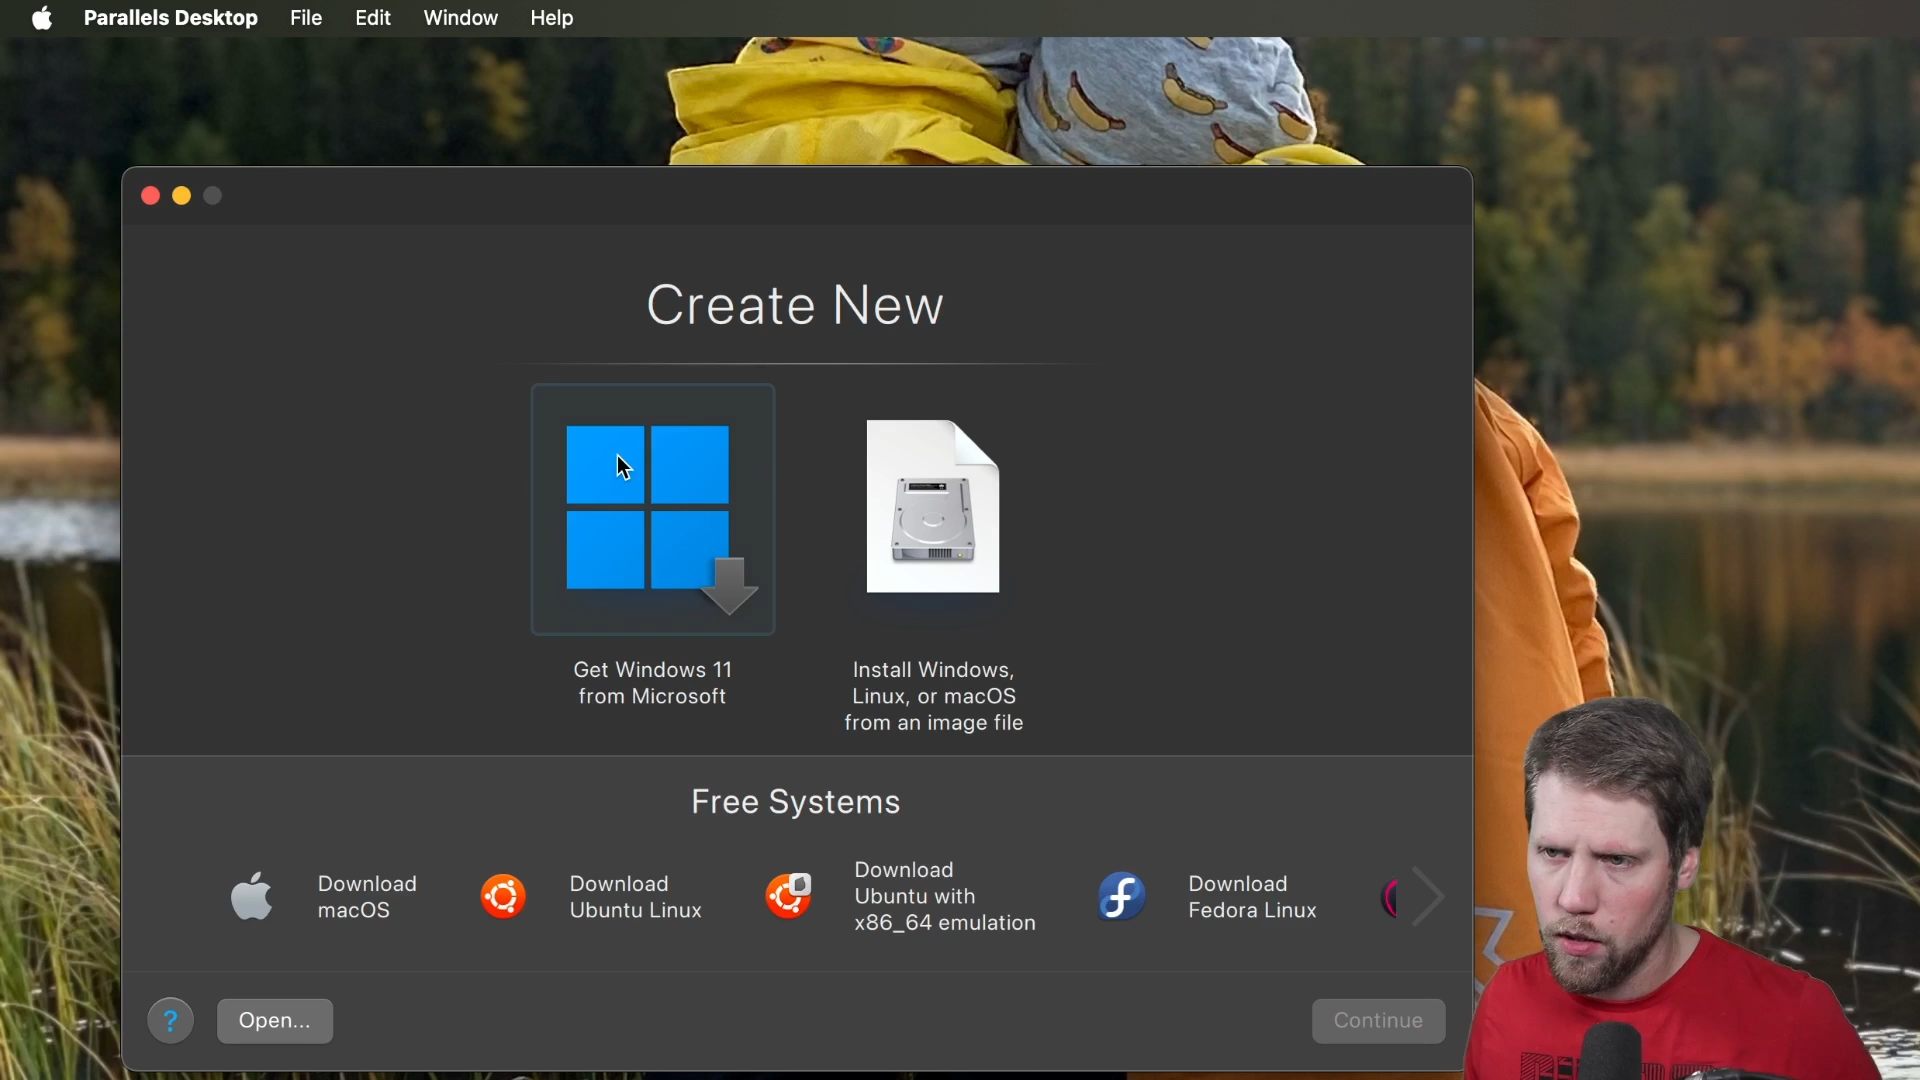 Parallels Desktop File Edit Window Help
Create New
Get Windows 11
from Microsoft
Install Windows,
Linux, or macOS
from an image file
Free Systems
Download
macOS
Download
Ubuntu Linux
Download
Ubuntu with
x86_64 emulation
Download
Fedora Linux
?
Open...
Continue